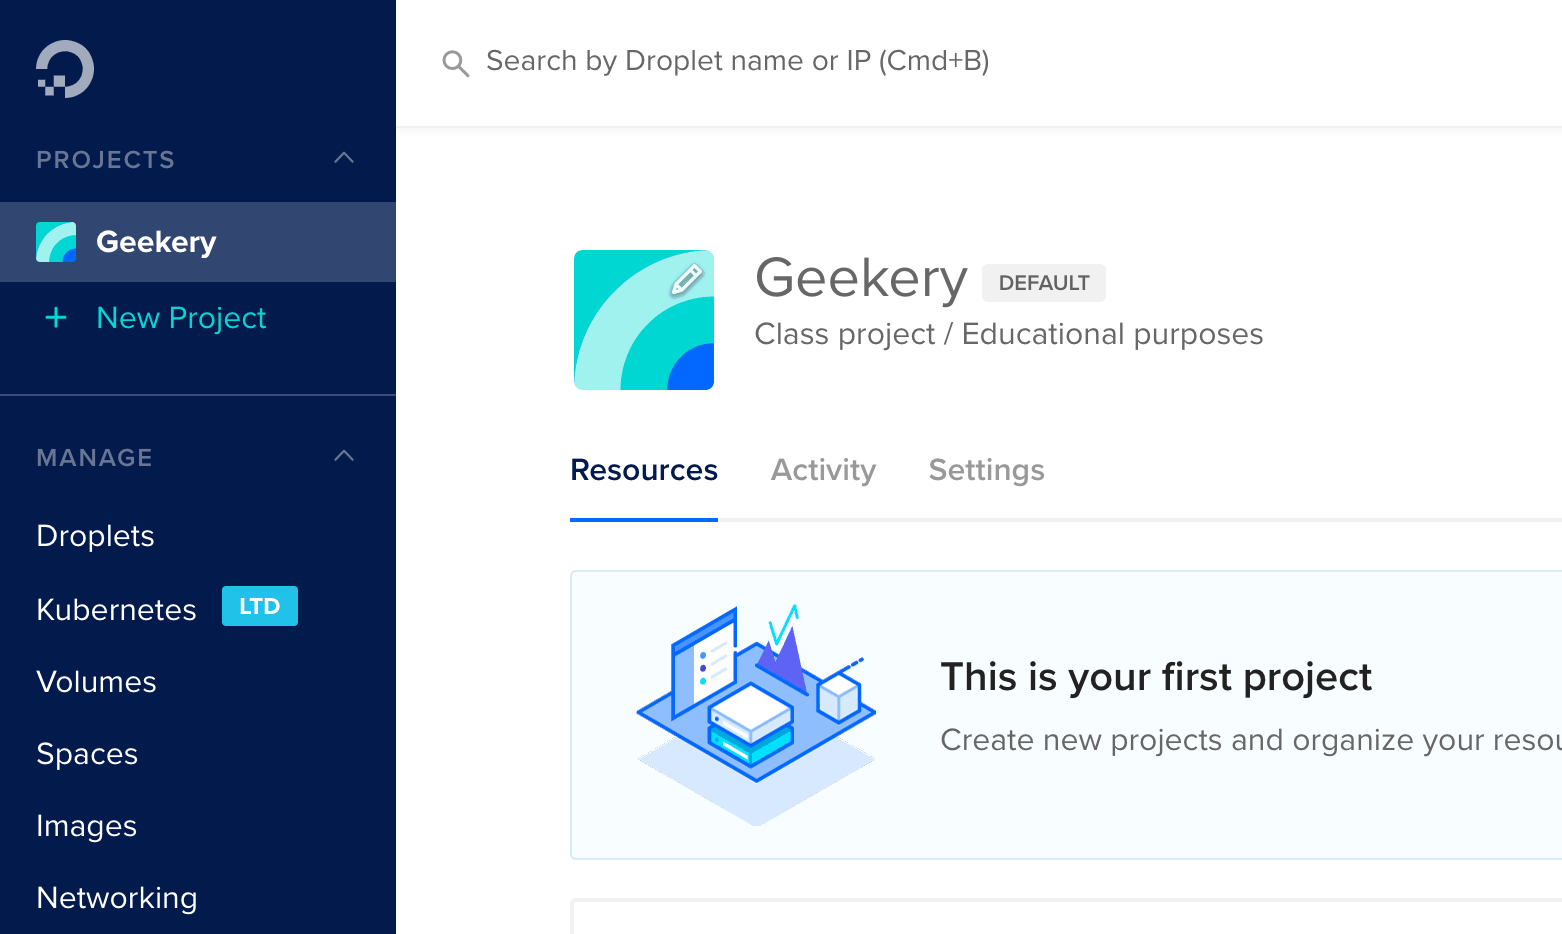 PROJECTS
Geekery
+ New Project
MANAGE
Droplets
Kubernetes LTD
Volumes
Spaces
Images
Networking
Search by Droplet name or IP (Cmd+B)
Geekery DEFAULT
Class project / Educational purposes
Resources Activity Settings
This is your first project
Create new projects and organize your resou